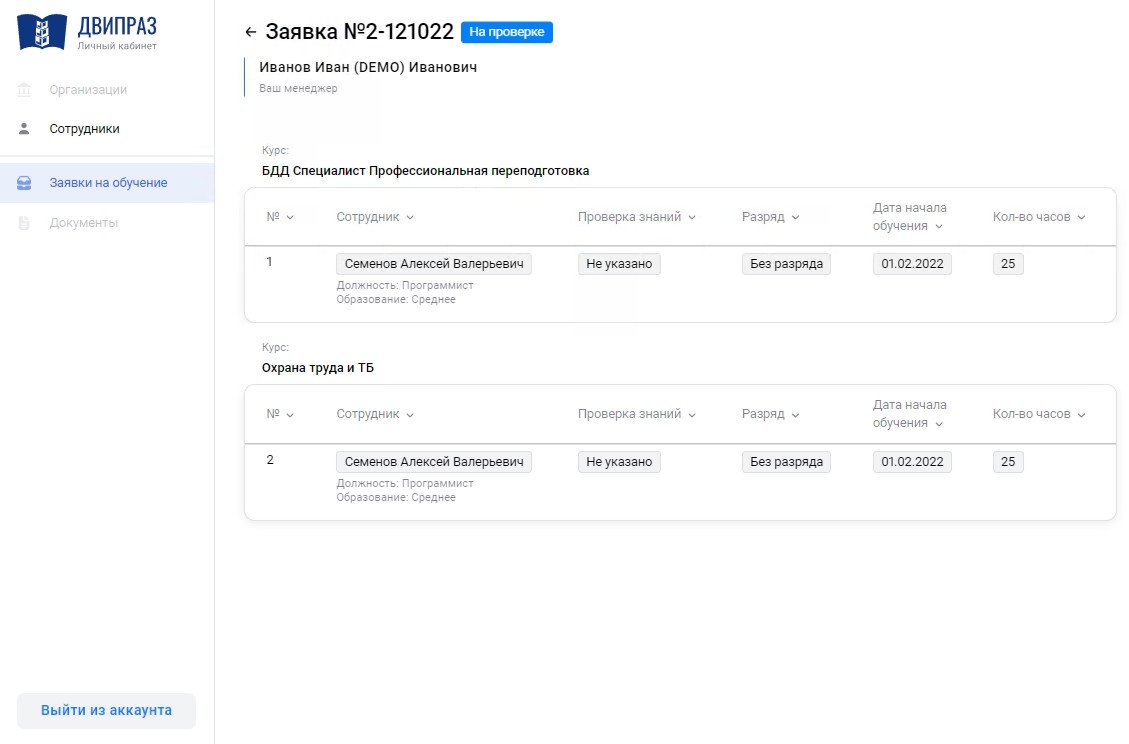 ДВИПРАЗ
Личный кабинет
Организации
Сотрудники
Заявки на обучение
Документы
Выйти из аккаунта
Заявка №2-121022 На проверке
Иванов Иван (DEMO) Иванович
Ваш менеджер
Курс:
БДД Специалист Профессиональная переподготовка
№ Сотрудник Проверка знаний Разряд Дата начала обучения Кол-во часов
1 Семенов Алексей Валерьевич Не указано Без разряда 01.02.2022 25
Должность: Программист
Образование: Среднее
Курс:
Охрана труда и ТБ
№ Сотрудник Проверка знаний Разряд Дата начала обучения Кол-во часов
2 Семенов Алексей Валерьевич Не указано Без разряда 01.02.2022 25
Должность: Программист
Образование: Среднее